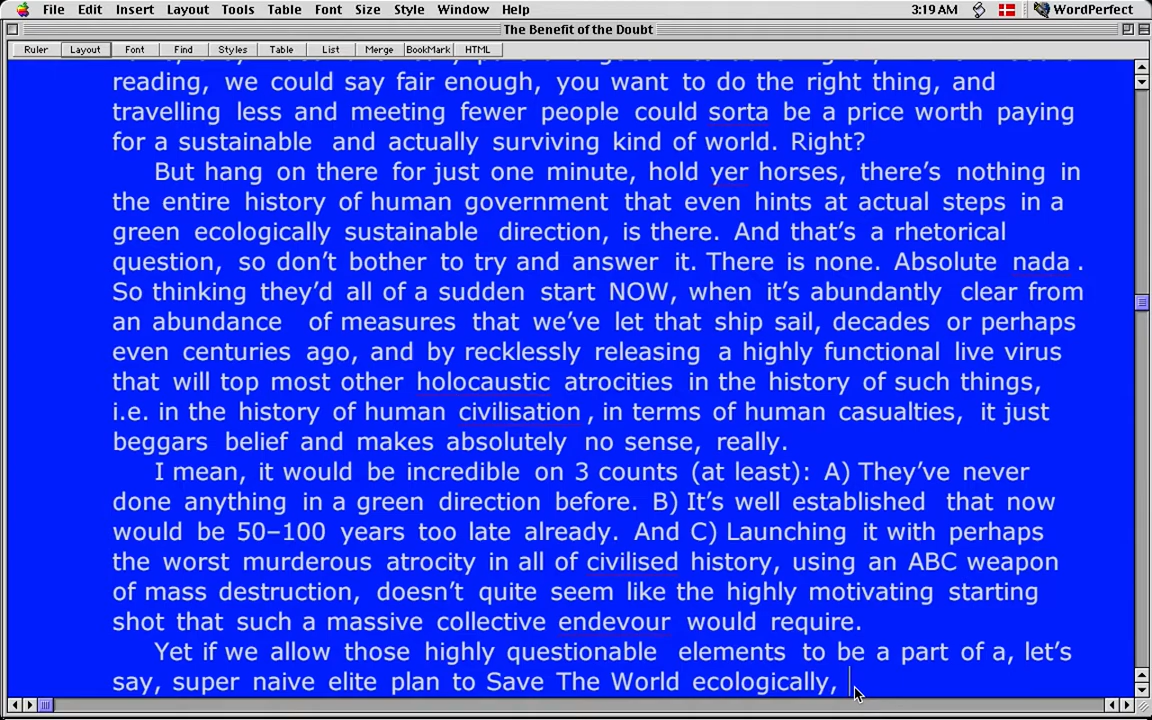 File Edit Insert Layout Tools Table Font Size Style Window Help 3:19 AM WordPerfect
The Benefit of the Doubt
Ruler Layout Font Find Styles Table List Merge BookMark HTML
reading, we could say fair enough, you want to do the right thing, and
travelling less and meeting fewer people could sorta be a price worth paying
for a sustainable and actually surviving kind of world. Right?
But hang on there for just one minute, hold yer horses, there's nothing in
the entire history of human government that even hints at actual steps in a
green ecologically sustainable direction, is there. And that's a rhetorical
question, so don't bother to try and answer it. There is none. Absolute nada .
So thinking they'd all of a sudden start NOW, when it's abundantly clear from
an abundance of measures that we've let that ship sail, decades or perhaps
even centuries ago, and by recklessly releasing a highly functional live virus
that will top most other holocaustic atrocities in the history of such things,
i.e. in the history of human civilisation , in terms of human casualties, it just
beggars belief and makes absolutely no sense, really.
I mean, it would be incredible on 3 counts (at least): A) They've never
done anything in a green direction before. B) It's well established that now
would be 50–100 years too late already. And C) Launching it with perhaps
the worst murderous atrocity in all of civilised history, using an ABC weapon
of mass destruction, doesn't quite seem like the highly motivating starting
shot that such a massive collective endevour would require.
Yet if we allow those highly questionable elements to be a part of a, let's
say, super naive elite plan to Save The World ecologically,